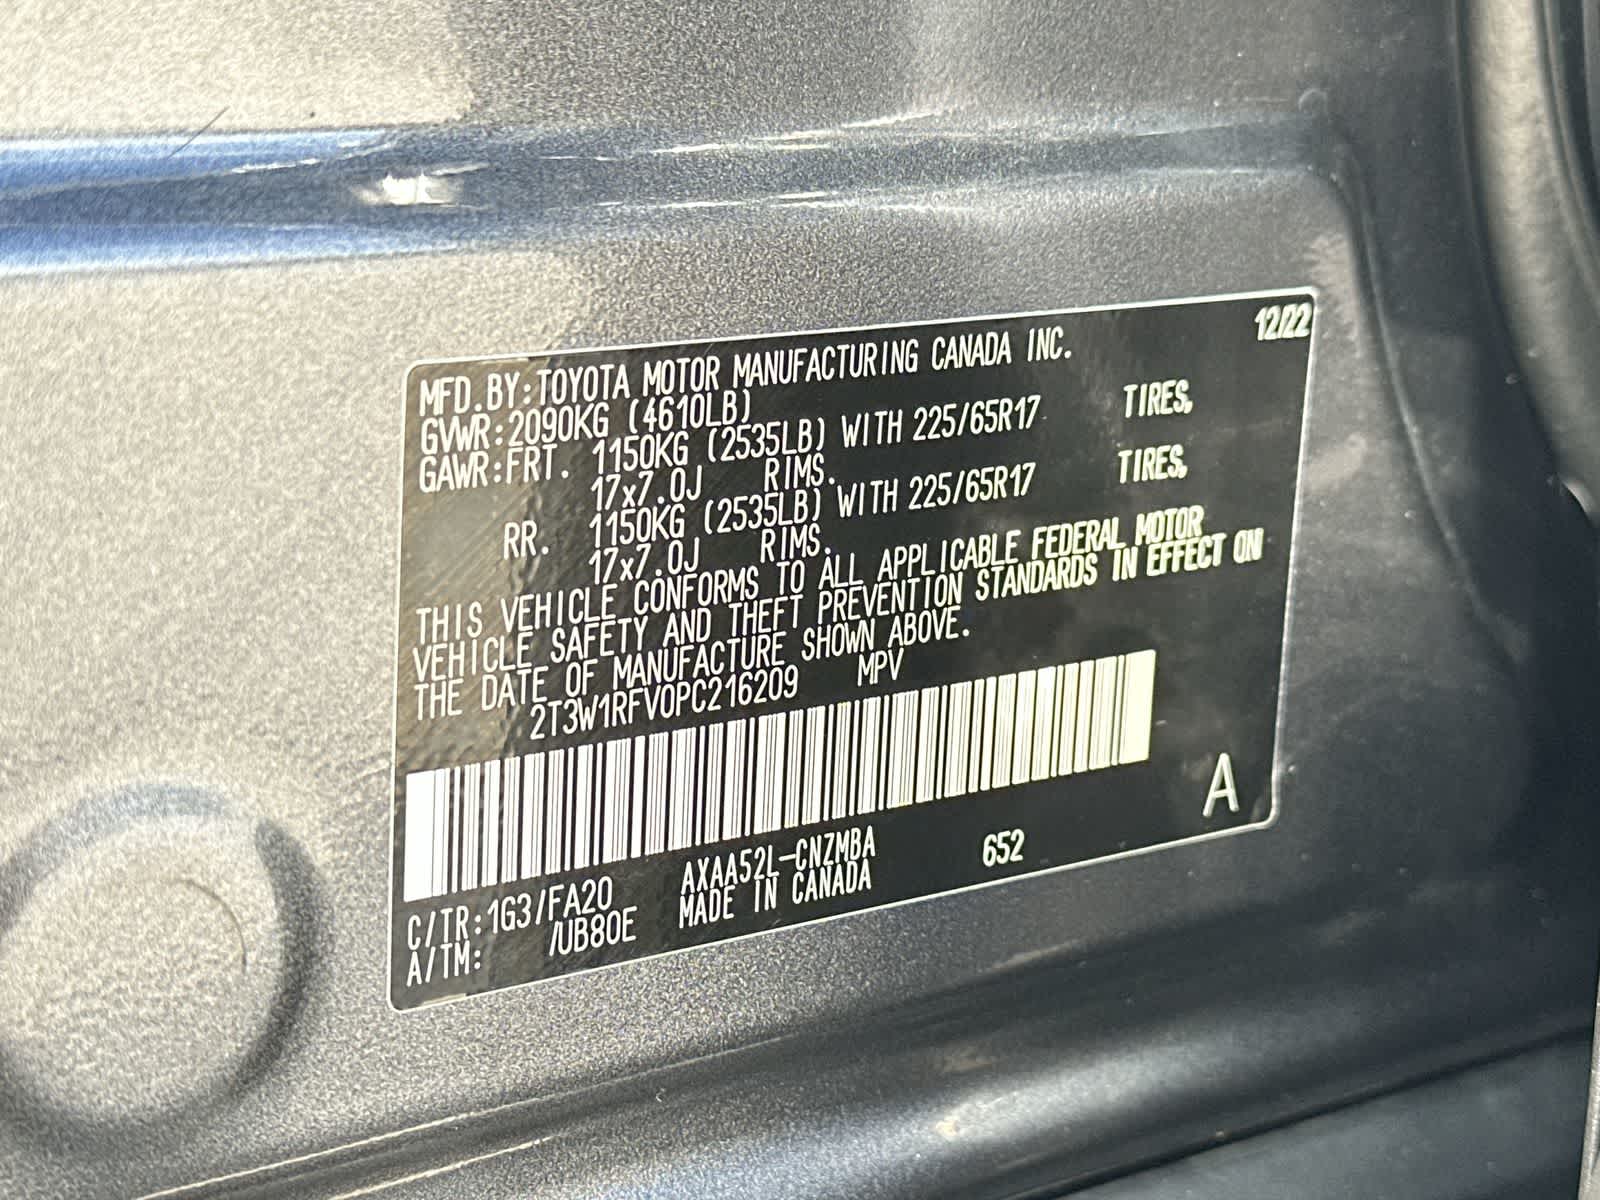 12/22
MFD. BY:TOYOTA MOTOR MANUFACTURING CANADA INC.
GVWR:2090KG (4610LB)
GAWR:FRT. 1150KG (2535LB) WITH 225/65R17 TIRES,
17x7.0J RIMS.
RR. 1150KG (2535LB) WITH 225/65R17 TIRES,
17x7.0J RIMS.
THIS VEHICLE CONFORMS TO ALL APPLICABLE FEDERAL MOTOR
VEHICLE SAFETY AND THEFT PREVENTION STANDARDS IN EFFECT ON
THE DATE OF MANUFACTURE SHOWN ABOVE.
2T3W1RFV0PC216209 MPV
A
C/TR:1G3/FA20 AXAA52L-CNZMBA 652
A/TM: /UB80E MADE IN CANADA